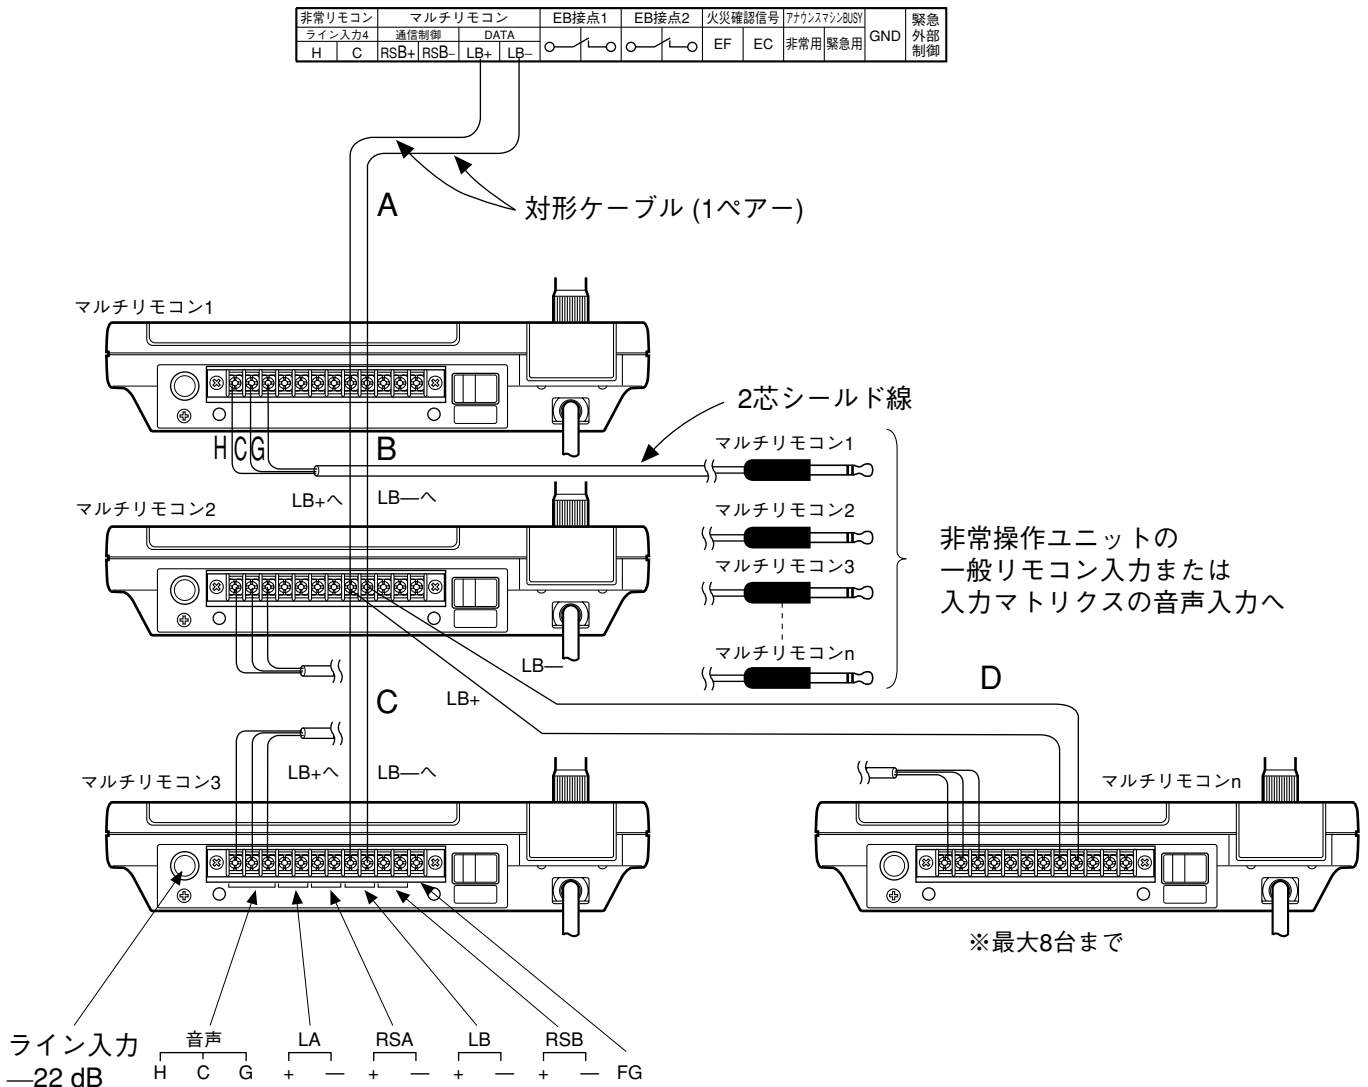 非常リモコン マルチリモコン EB接点1 EB接点2 火災確認信号 アナウンスマシンBUSY GND 緊急外部制御
ライン入力4 通信制御 DATA
H C RSB+ RSB− LB+ LB− EF EC 非常用 緊急用
A
対形ケーブル (1ペアー)
マルチリモコン1
2芯シールド線
H C G
B
マルチリモコン1
LB+へ LB—へ
マルチリモコン2
マルチリモコン2
マルチリモコン3
マルチリモコンn
非常操作ユニットの
一般リモコン入力または
入力マトリクスの音声入力へ
LB—
LB+
C
D
LB+へ LB—へ
マルチリモコン3
マルチリモコンn
※最大8台まで
ライン入力
—22 dB
音声 LA RSA LB RSB
H C G + — + — + — + — FG